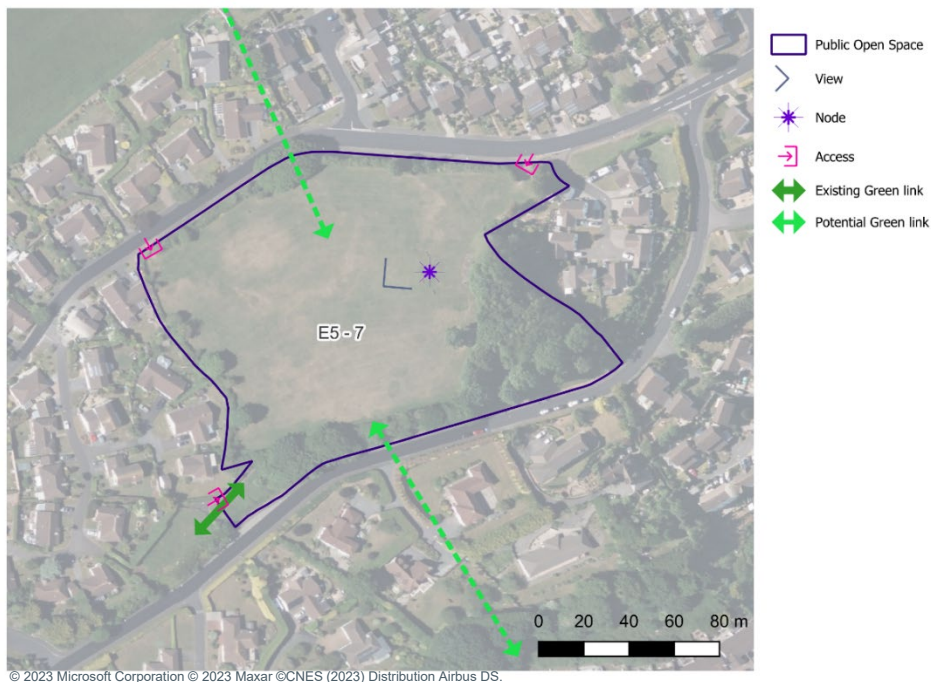 Public Open Space
View
Node
Access
Existing Green link
Potential Green link
E5 - 7
0 20 40 60 80 m
© 2023 Microsoft Corporation © 2023 Maxar ©CNES (2023) Distribution Airbus DS.